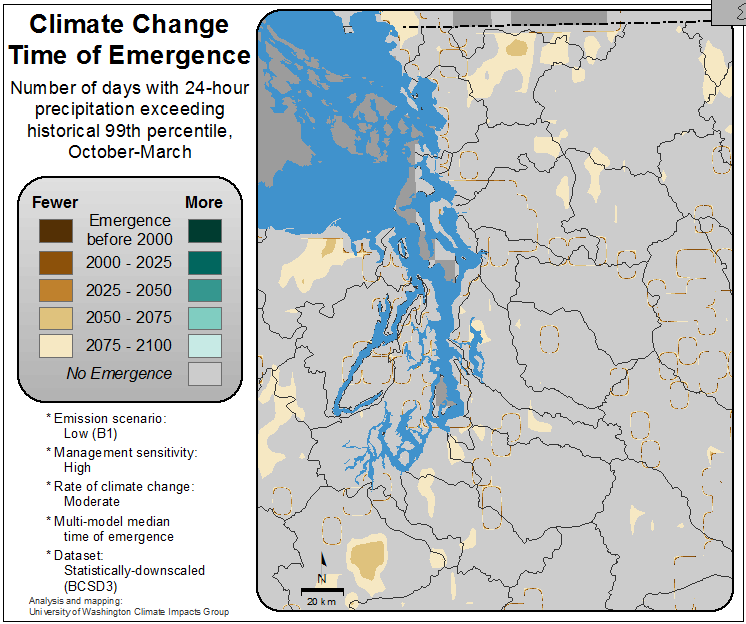 Climate Change
Time of Emergence
Number of days with 24-hour
precipitation exceeding
historical 99th percentile,
October-March
Fewer More
Emergence
before 2000
2000 - 2025
2025 - 2050
2050 - 2075
2075 - 2100
No Emergence
* Emission scenario:
Low (B1)
* Management sensitivity:
High
* Rate of climate change:
Moderate
* Multi-model median
time of emergence
* Dataset:
Statistically-downscaled
(BCSD3)
Analysis and mapping:
University of Washington Climate Impacts Group
N
20 km